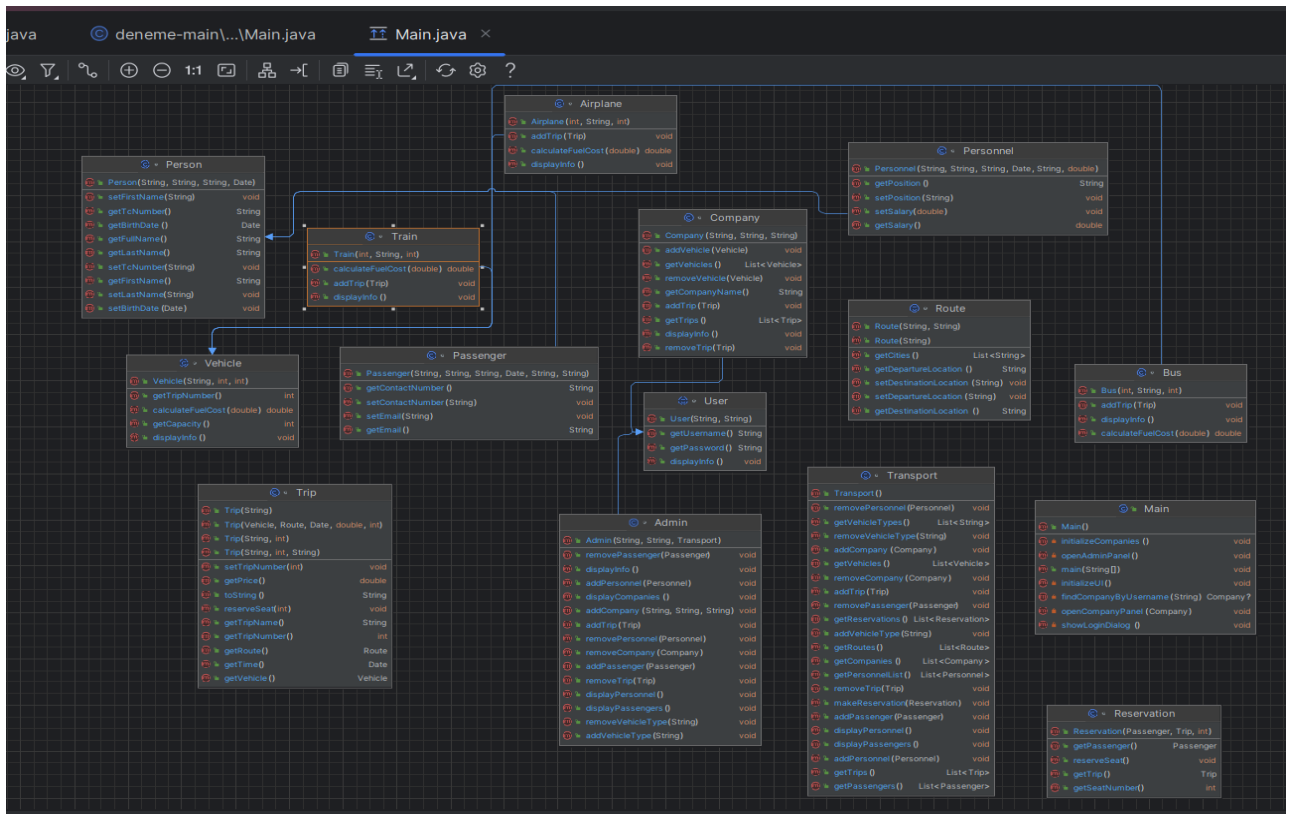 java
deneme-main\...\Main.java
Main.java
1:1
?
Airplane
Airplane(int, String, int)
addTrip(Trip) void
calculateFuelCost(double) double
displayInfo() void
Person
Person(String, String, String, Date)
setFirstName(String) void
getTcNumber() String
getBirthDate() Date
getFullName() String
getLastName() String
setTcNumber(String) void
getFirstName() String
setLastName(String) void
setBirthDate(Date) void
Personnel
Personnel(String, String, String, Date, String, double)
getPosition() String
setPosition(String) void
setSalary(double) void
getSalary() double
Train
Train(int, String, int)
calculateFuelCost(double) double
addTrip(Trip) void
displayInfo() void
Company
Company(String, String, String)
addVehicle(Vehicle) void
getVehicles() List<Vehicle>
removeVehicle(Vehicle) void
getCompanyName() String
addTrip(Trip) void
getTrips() List<Trip>
displayInfo() void
removeTrip(Trip) void
Route
Route(String, String)
Route(String)
getCities() List<String>
getDepartureLocation() String
setDestinationLocation(String) void
setDepartureLocation(String) void
getDestinationLocation() String
Vehicle
Vehicle(String, int, int)
getTripNumber() int
calculateFuelCost(double) double
getCapacity() int
displayInfo() void
Passenger
Passenger(String, String, String, Date, String, String)
getContactNumber() String
setContactNumber(String) void
setEmail(String) void
getEmail() String
User
User(String, String)
getUsername() String
getPassword() String
displayInfo() void
Bus
Bus(int, String, int)
addTrip(Trip) void
displayInfo() void
calculateFuelCost(double) double
Trip
Trip(String)
Trip(Vehicle, Route, Date, double, int)
Trip(String, int)
Trip(String, int, String)
setTripNumber(int) void
getPrice() double
toString() String
reserveSeat(int) void
getTripName() String
getTripNumber() int
getRoute() Route
getTime() Date
getVehicle() Vehicle
Admin
Admin(String, String, Transport)
removePassenger(Passenger) void
displayInfo() void
addPersonnel(Personnel) void
displayCompanies() void
addCompany(String, String, String) void
addTrip(Trip) void
removePersonnel(Personnel) void
removeCompany(Company) void
addPassenger(Passenger) void
removeTrip(Trip) void
displayPersonnel() void
displayPassengers() void
removeVehicleType(String) void
addVehicleType(String) void
Transport
Transport()
removePersonnel(Personnel) void
getVehicleTypes() List<String>
removeVehicleType(String) void
addCompany(Company) void
getVehicles() List<Vehicle>
removeCompany(Company) void
addTrip(Trip) void
removePassenger(Passenger) void
getReservations() List<Reservation>
addVehicleType(String) void
getRoutes() List<Route>
getCompanies() List<Company>
getPersonnelList() List<Personnel>
removeTrip(Trip) void
makeReservation(Reservation) void
addPassenger(Passenger) void
displayPersonnel() void
displayPassengers() void
addPersonnel(Personnel) void
getTrips() List<Trip>
getPassengers() List<Passenger>
Main
Main()
initializeCompanies() void
openAdminPanel() void
main(String[]) void
initializeUI() void
findCompanyByUsername(String) Company?
openCompanyPanel(Company) void
showLoginDialog() void
Reservation
Reservation(Passenger, Trip, int)
getPassenger() Passenger
reserveSeat() void
getTrip() Trip
getSeatNumber() int